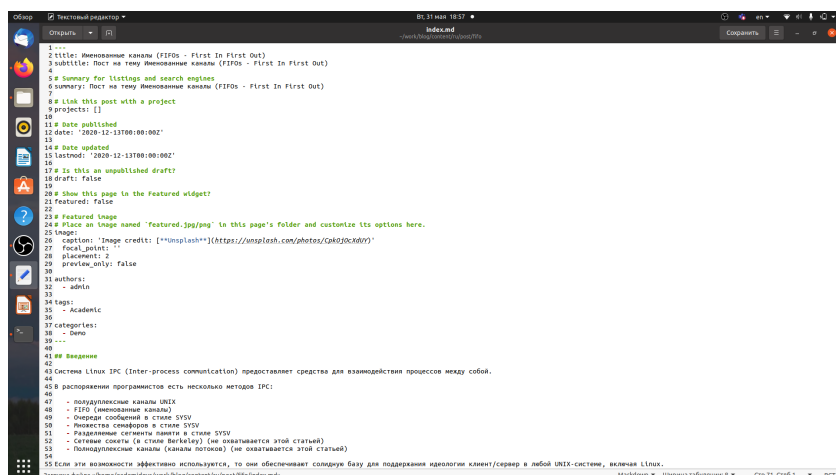 Обзор Текстовый редактор Вт, 31 мая 18:57 en
Открыть index.md Сохранить
~/work/blog/content/ru/post/fifo
1 ---
2 title: Именованные каналы (FIFOs - First In First Out)
3 subtitle: Пост на тему Именованные каналы (FIFOs - First In First Out)
4
5 # Summary for listings and search engines
6 summary: Пост на тему Именованные каналы (FIFOs - First In First Out)
7
8 # Link this post with a project
9 projects: []
10
11 # Date published
12 date: '2020-12-13T00:00:00Z'
13
14 # Date updated
15 lastmod: '2020-12-13T00:00:00Z'
16
17 # Is this an unpublished draft?
18 draft: false
19
20 # Show this page in the Featured widget?
21 featured: false
22
23 # Featured image
24 # Place an image named `featured.jpg/png` in this page's folder and customize its options here.
25 image:
26   caption: 'Image credit: [**Unsplash**](https://unsplash.com/photos/CpkOjOcXdUY)'
27   focal_point: ''
28   placement: 2
29   preview_only: false
30
31 authors:
32   - admin
33
34 tags:
35   - Academic
36
37 categories:
38   - Demo
39 ---
40
41 ## Введение
42
43 Система Linux IPC (Inter-process communication) предоставляет средства для взаимодействия процессов между собой.
44
45 В распоряжении программистов есть несколько методов IPC:
46
47   - полудуплексные каналы UNIX
48   - FIFO (именованные каналы)
49   - Очереди сообщений в стиле SYSV
50   - Множества семафоров в стиле SYSV
51   - Разделяемые сегменты памяти в стиле SYSV
52   - Сетевые сокеты (в стиле Berkeley) (не охватывается этой статьей)
53   - Полнодуплексные каналы (каналы потоков) (не охватывается этой статьей)
54
55 Если эти возможности эффективно используются, то они обеспечивают солидную базу для поддержания идеологии клиент/сервер в любой UNIX-системе, включая Linux.